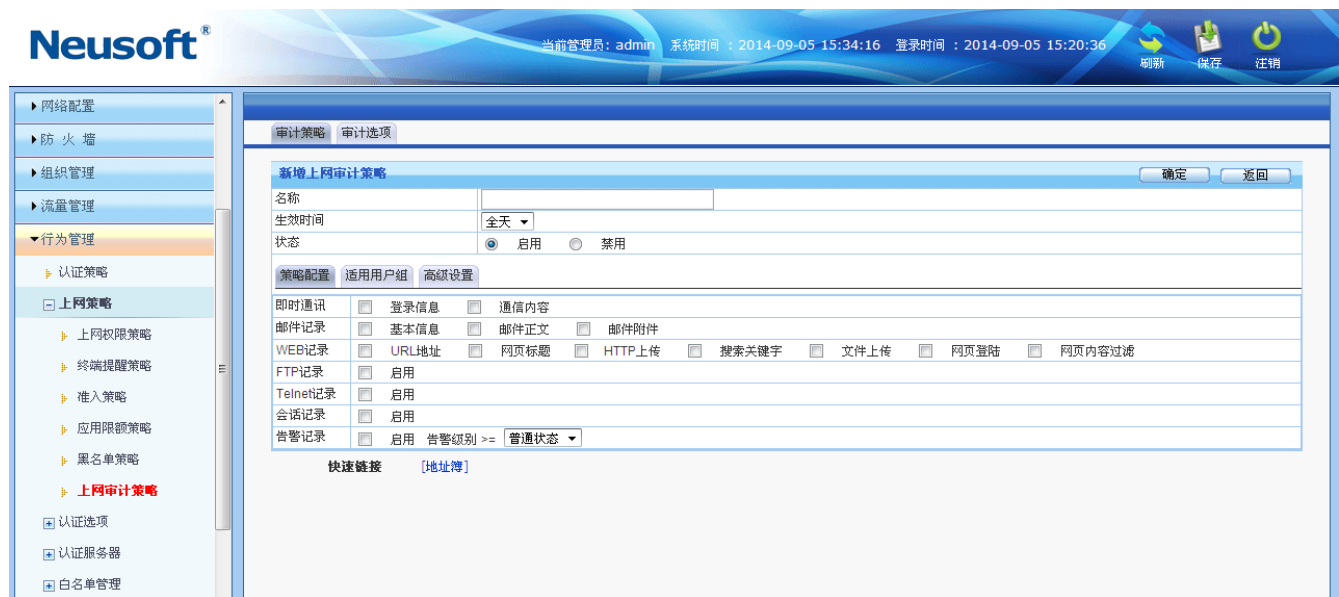 Neusoft®
当前管理员: admin 系统时间 : 2014-09-05 15:34:16 登录时间 : 2014-09-05 15:20:36
刷新 保存 注销
网络配置
防 火 墙
组织管理
流量管理
行为管理
认证策略
上网策略
上网权限策略
终端提醒策略
准入策略
应用限额策略
黑名单策略
上网审计策略
认证选项
认证服务器
白名单管理
审计策略 审计选项
新增上网审计策略 确定 返回
名称
生效时间 全天
状态 启用 禁用
策略配置 适用用户组 高级设置
即时通讯 登录信息 通信内容
邮件记录 基本信息 邮件正文 邮件附件
WEB记录 URL地址 网页标题 HTTP上传 搜索关键字 文件上传 网页登陆 网页内容过滤
FTP记录 启用
Telnet记录 启用
会话记录 启用
告警记录 启用 告警级别 >= 普通状态
快速链接 [地址簿]